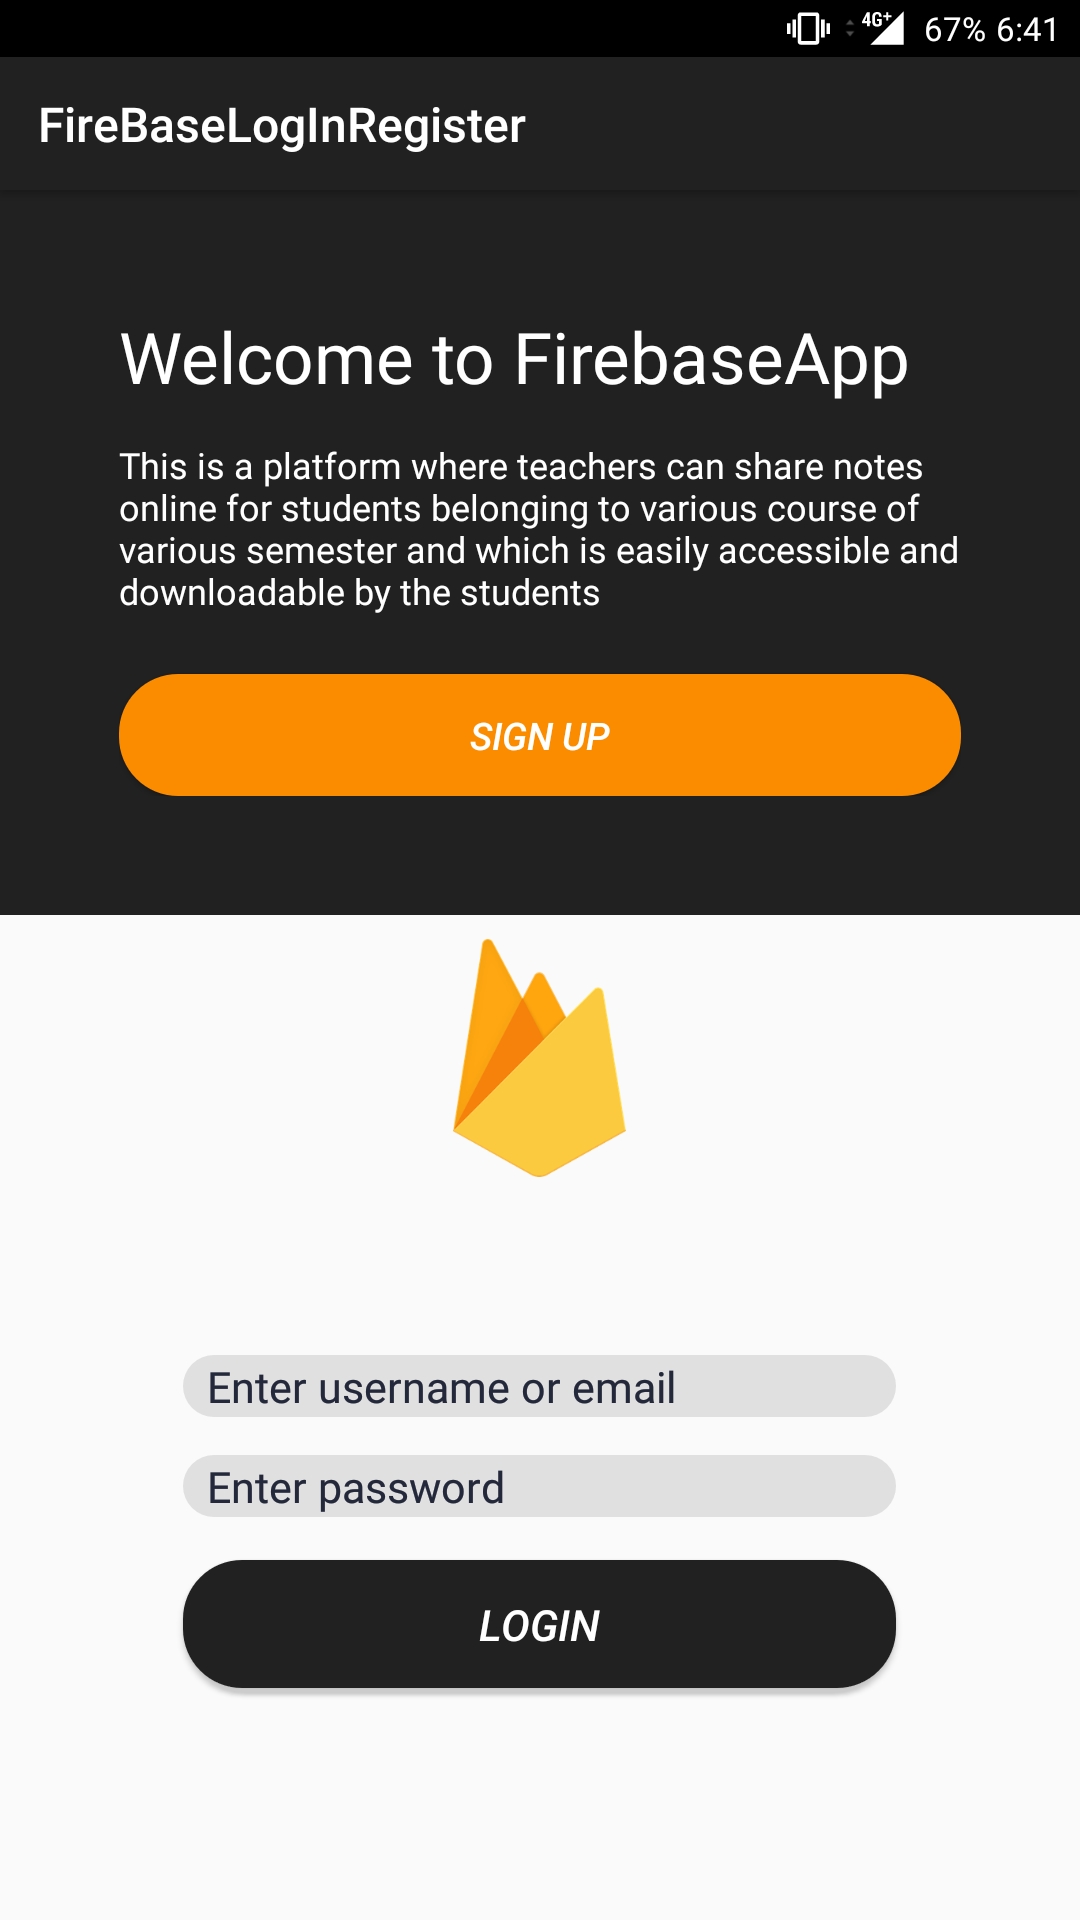 4G+ 67% 6:41
FireBaseLogInRegister
Welcome to FirebaseApp
This is a platform where teachers can share notes
online for students belonging to various course of
various semester and which is easily accessible and
downloadable by the students
SIGN UP
Enter username or email
Enter password
LOGIN